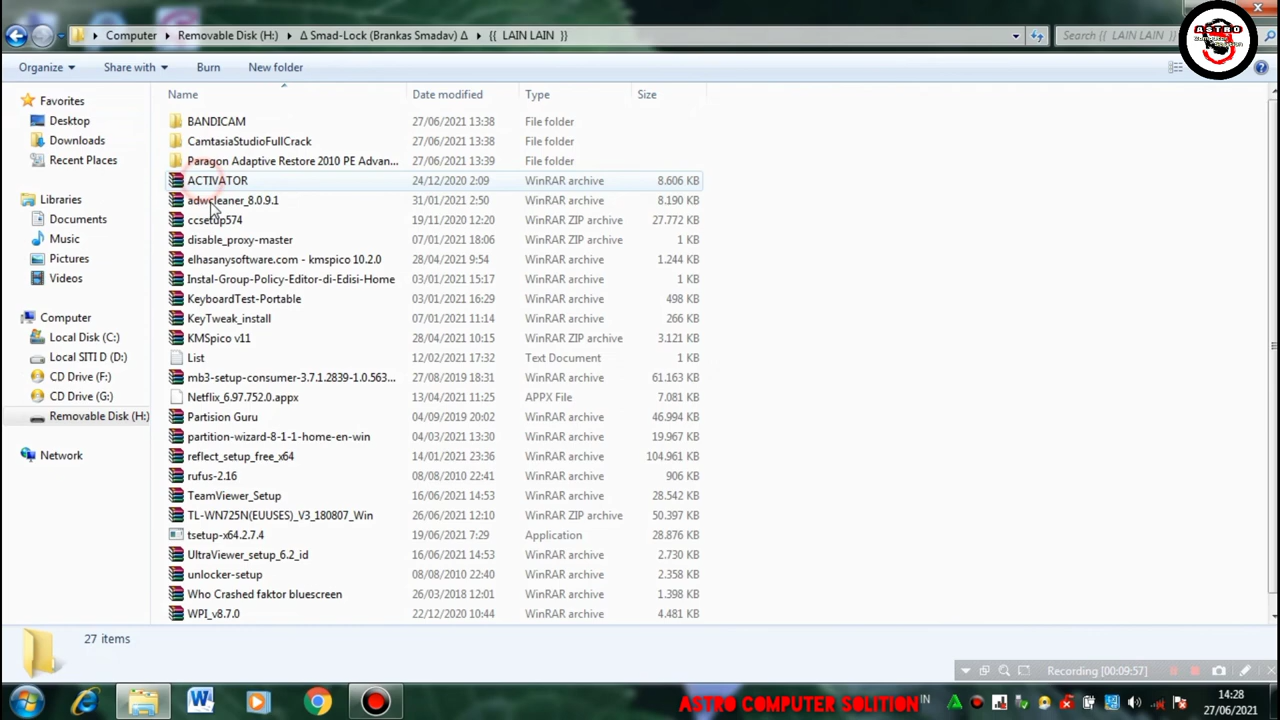 ASTRO
Computer
Solution
Computer
Removable Disk (H:)
Δ Smad-Lock (Brankas Smadav) Δ
{{ LAIN LAIN }}
Search {{ LAIN LAIN }}
Organize
Share with
Burn
New folder
Name
Date modified
Type
Size
Favorites
Desktop
Downloads
Recent Places
Libraries
Documents
Music
Pictures
Videos
Computer
Local Disk (C:)
Local SITI D (D:)
CD Drive (F:)
CD Drive (G:)
Removable Disk (H:)
Network
BANDICAM 27/06/2021 13:38 File folder
CamtasiaStudioFullCrack 27/06/2021 13:38 File folder
Paragon Adaptive Restore 2010 PE Advan... 27/06/2021 13:39 File folder
ACTIVATOR 24/12/2020 2:09 WinRAR archive 8.606 KB
adwcleaner_8.0.9.1 31/01/2021 2:50 WinRAR archive 8.190 KB
ccsetup574 19/11/2020 12:20 WinRAR ZIP archive 27.772 KB
disable_proxy-master 07/01/2021 18:06 WinRAR ZIP archive 1 KB
elhasanysoftware.com - kmspico 10.2.0 28/04/2021 9:54 WinRAR archive 1.244 KB
Instal-Group-Policy-Editor-di-Edisi-Home 03/01/2021 15:17 WinRAR archive 1 KB
KeyboardTest-Portable 03/01/2021 16:29 WinRAR archive 498 KB
KeyTweak_install 07/01/2021 11:14 WinRAR archive 266 KB
KMSpico v11 28/04/2021 10:15 WinRAR ZIP archive 3.121 KB
List 12/02/2021 17:32 Text Document 1 KB
mb3-setup-consumer-3.7.1.2839-1.0.563... 27/08/2019 18:31 WinRAR archive 61.163 KB
Netflix_6.97.752.0.appx 13/04/2021 11:25 APPX File 7.081 KB
Partision Guru 04/09/2019 20:02 WinRAR archive 46.994 KB
partition-wizard-8-1-1-home-en-win 04/03/2021 13:30 WinRAR archive 19.967 KB
reflect_setup_free_x64 14/01/2021 23:36 WinRAR archive 104.961 KB
rufus-2.16 08/08/2010 22:41 WinRAR archive 906 KB
TeamViewer_Setup 16/06/2021 14:53 WinRAR archive 28.542 KB
TL-WN725N(EUUSES)_V3_180807_Win 26/06/2021 12:10 WinRAR ZIP archive 50.397 KB
tsetup-x64.2.7.4 19/06/2021 7:29 Application 28.876 KB
UltraViewer_setup_6.2_id 16/06/2021 14:53 WinRAR archive 2.730 KB
unlocker-setup 08/08/2010 22:40 WinRAR archive 2.358 KB
Who Crashed faktor bluescreen 26/03/2018 12:01 WinRAR archive 1.398 KB
WPI_v8.7.0 22/12/2020 10:44 WinRAR archive 4.481 KB
27 items
Recording [00:09:57]
ASTRO COMPUTER SOLITION
IN
14:28
27/06/2021